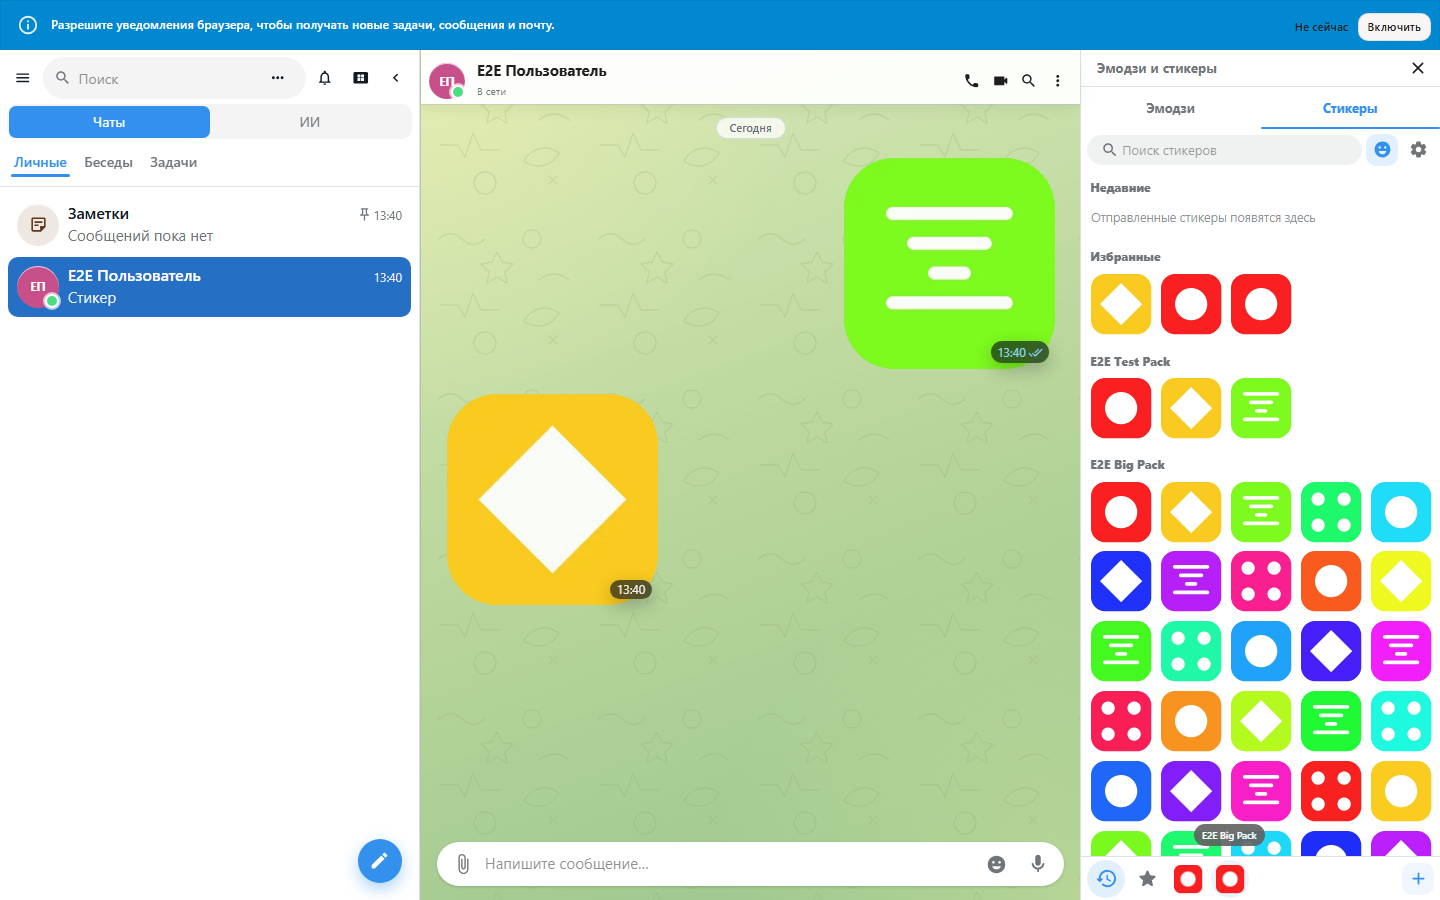 Разрешите уведомления браузера, чтобы получать новые задачи, сообщения и почту.
Не сейчас
Включить
Поиск
Чаты
ИИ
Личные
Беседы
Задачи
Заметки
13:40
Сообщений пока нет
ЕП
E2E Пользователь
13:40
Стикер
ЕП
E2E Пользователь
В сети
Сегодня
13:40
13:40
Напишите сообщение...
Эмодзи и стикеры
Эмодзи
Стикеры
Поиск стикеров
Недавние
Отправленные стикеры появятся здесь
Избранные
E2E Test Pack
E2E Big Pack
E2E Big Pack